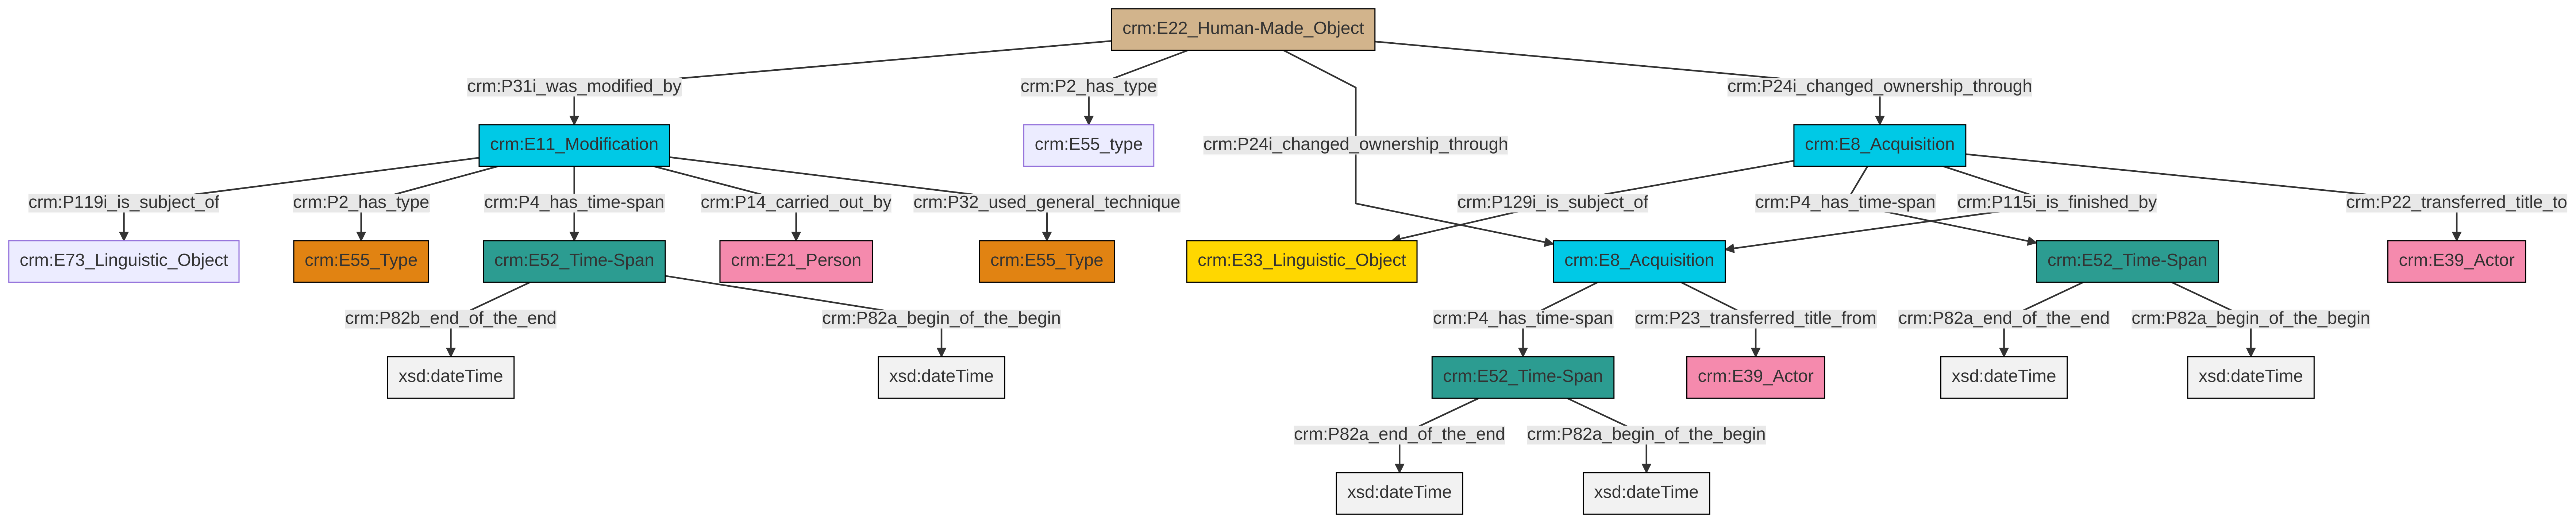 crm:E22_Human-Made_Object
crm:P31i_was_modified_by
crm:P2_has_type
crm:P24i_changed_ownership_through
crm:E11_Modification
crm:E55_type
crm:P24i_changed_ownership_through
crm:E8_Acquisition
crm:P119i_is_subject_of
crm:P2_has_type
crm:P4_has_time-span
crm:P14_carried_out_by
crm:P32_used_general_technique
crm:P129i_is_subject_of
crm:P4_has_time-span
crm:P115i_is_finished_by
crm:P22_transferred_title_to
crm:E73_Linguistic_Object
crm:E55_Type
crm:E52_Time-Span
crm:E21_Person
crm:E55_Type
crm:E33_Linguistic_Object
crm:E8_Acquisition
crm:E52_Time-Span
crm:E39_Actor
crm:P82b_end_of_the_end
crm:P82a_begin_of_the_begin
crm:P4_has_time-span
crm:P23_transferred_title_from
crm:P82a_end_of_the_end
crm:P82a_begin_of_the_begin
xsd:dateTime
xsd:dateTime
crm:E52_Time-Span
crm:E39_Actor
xsd:dateTime
xsd:dateTime
crm:P82a_end_of_the_end
crm:P82a_begin_of_the_begin
xsd:dateTime
xsd:dateTime